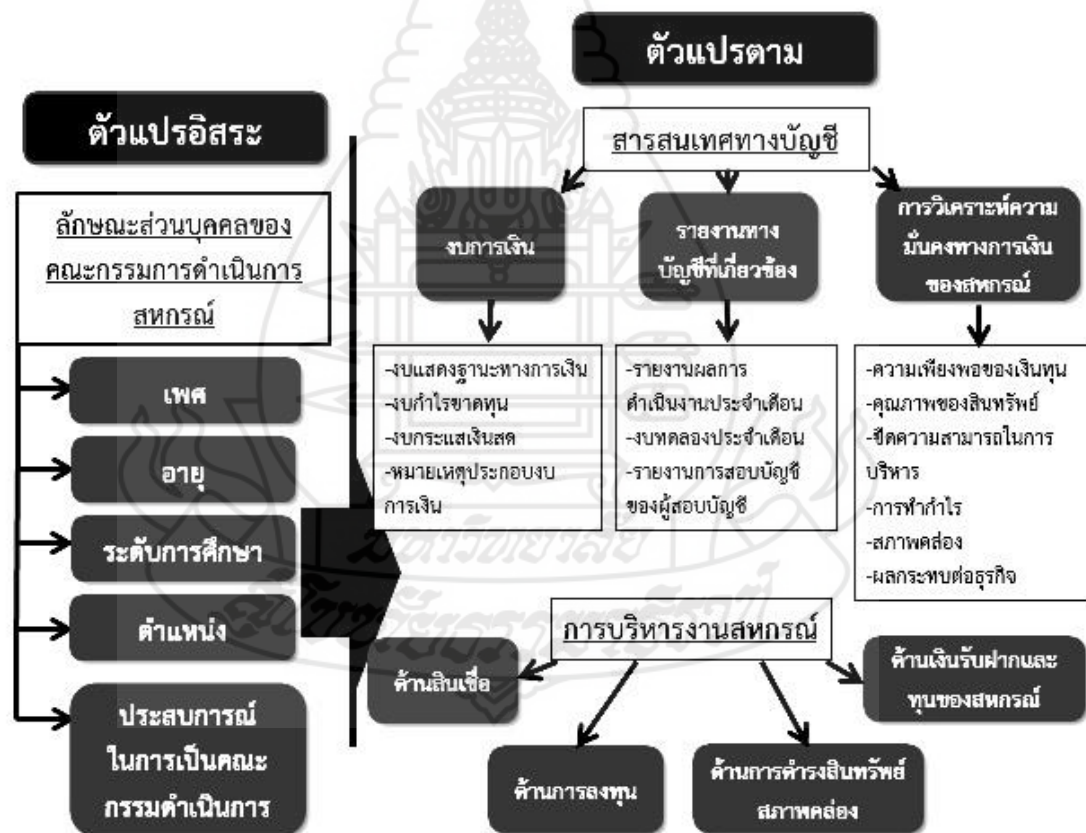 ตัวแปรอิสระ
ลักษณะส่วนบุคคลของ
คณะกรรมการดำเนินการ
สหกรณ์
เพศ
อายุ
ระดับการศึกษา
ตำแหน่ง
ประสบการณ์
ในการเป็นคณะ
กรรมดำเนินการ
ตัวแปรตาม
สารสนเทศทางบัญชี
งบการเงิน
-งบแสดงฐานะทางการเงิน
-งบกำไรขาดทุน
-งบกระแสเงินสด
-หมายเหตุประกอบงบ
การเงิน
รายงานทาง
บัญชีที่เกี่ยวข้อง
-รายงานผลการ
ดำเนินงานประจำเดือน
-งบทดลองประจำเดือน
-รายงานการสอบบัญชี
ของผู้สอบบัญชี
การวิเคราะห์ความ
มั่นคงทางการเงิน
ของสหกรณ์
-ความเพียงพอของเงินทุน
-คุณภาพของสินทรัพย์
-ขีดความสามารถในการ
บริหาร
-การทำกำไร
-สภาพคล่อง
-ผลกระทบต่อธุรกิจ
มหาวิทยาลัย
สุโขทัยธรรมาธิราช
การบริหารงานสหกรณ์
ด้านสินเชื่อ
ด้านการลงทุน
ด้านการดำรงสินทรัพย์
สภาพคล่อง
ด้านเงินรับฝากและ
ทุนของสหกรณ์